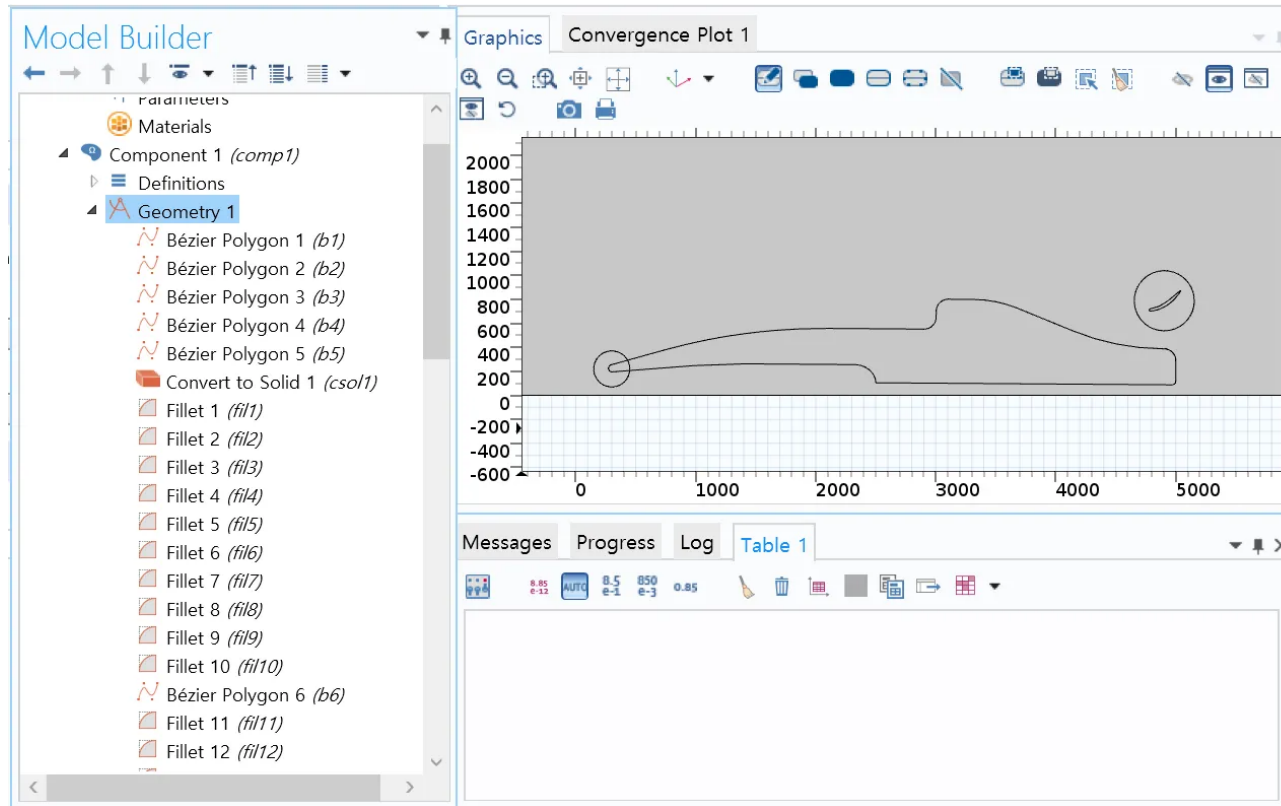 Model Builder
Parameters
Materials
Component 1 (comp1)
Definitions
Geometry 1
Bézier Polygon 1 (b1)
Bézier Polygon 2 (b2)
Bézier Polygon 3 (b3)
Bézier Polygon 4 (b4)
Bézier Polygon 5 (b5)
Convert to Solid 1 (csol1)
Fillet 1 (fil1)
Fillet 2 (fil2)
Fillet 3 (fil3)
Fillet 4 (fil4)
Fillet 5 (fil5)
Fillet 6 (fil6)
Fillet 7 (fil7)
Fillet 8 (fil8)
Fillet 9 (fil9)
Fillet 10 (fil10)
Bézier Polygon 6 (b6)
Fillet 11 (fil11)
Fillet 12 (fil12)
Graphics Convergence Plot 1
2000
1800
1600
1400
1200
1000
800
600
400
200
0
-200
-400
-600
0 1000 2000 3000 4000 5000
Messages Progress Log Table 1
8.85 e-12 AUTO 8.5 e-1 850 e-3 0.85